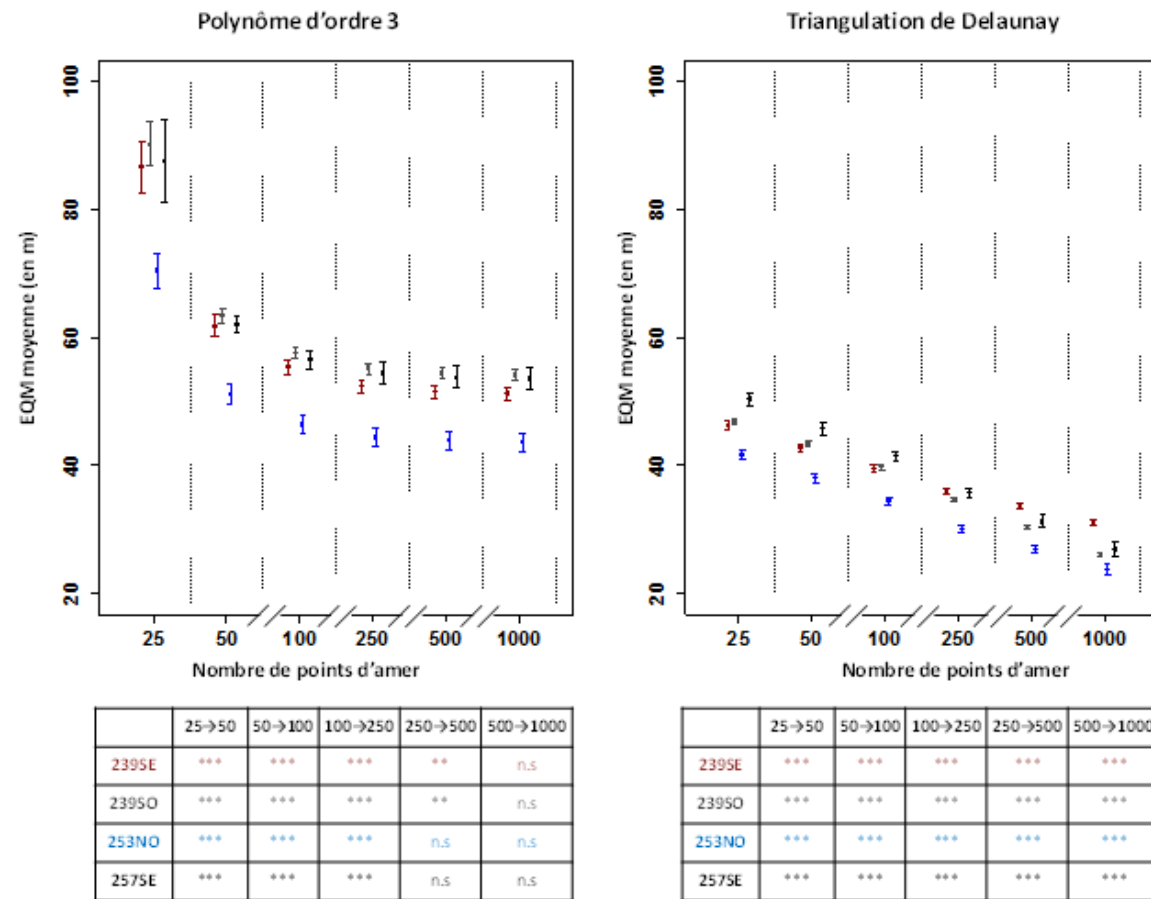 Polynôme d'ordre 3
Triangulation de Delaunay
EQM moyenne (en m)
100
80
60
40
20
25 50 100 250 500 1000
Nombre de points d'amer
EQM moyenne (en m)
100
80
60
40
20
25 50 100 250 500 1000
Nombre de points d'amer
25→50 50→100 100→250 250→500 500→1000
239SE *** *** *** ** n.s
239SO *** *** *** ** n.s
253NO *** *** *** n.s n.s
257SE *** *** *** n.s n.s
25→50 50→100 100→250 250→500 500→1000
239SE *** *** *** *** ***
239SO *** *** *** *** ***
253NO *** *** *** *** ***
257SE *** *** *** *** ***